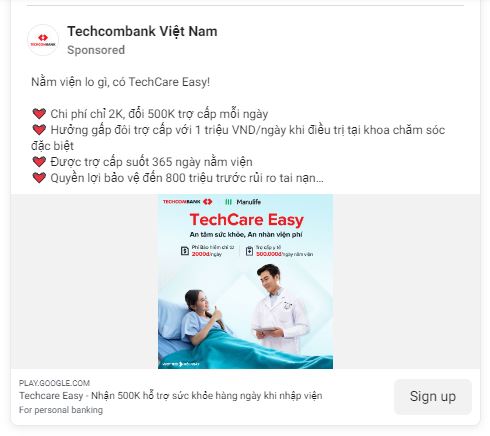 TECHCOMBANK
Techcombank Việt Nam
Sponsored
Nằm viện lo gì, có TechCare Easy!
Chi phí chỉ 2K, đổi 500K trợ cấp mỗi ngày
Hưởng gấp đôi trợ cấp với 1 triệu VND/ngày khi điều trị tại khoa chăm sóc
đặc biệt
Được trợ cấp suốt 365 ngày nằm viện
Quyền lợi bảo vệ đến 800 triệu trước rủi ro tai nạn...
TECHCOMBANK Manulife
TechCare Easy
An tâm sức khỏe, An nhàn viện phí
Phí Bảo hiểm chỉ từ
2000đ/ngày
Trợ cấp y tế
500.000đ/ngày nằm viện
PLAY.GOOGLE.COM
Techcare Easy - Nhận 500K hỗ trợ sức khỏe hàng ngày khi nhập viện
For personal banking
Sign up